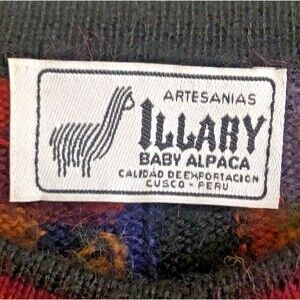 ARTESANIAS
ILLARY
BABY ALPACA
CALIDAD DE EXPORTACION
CUSCO - PERU